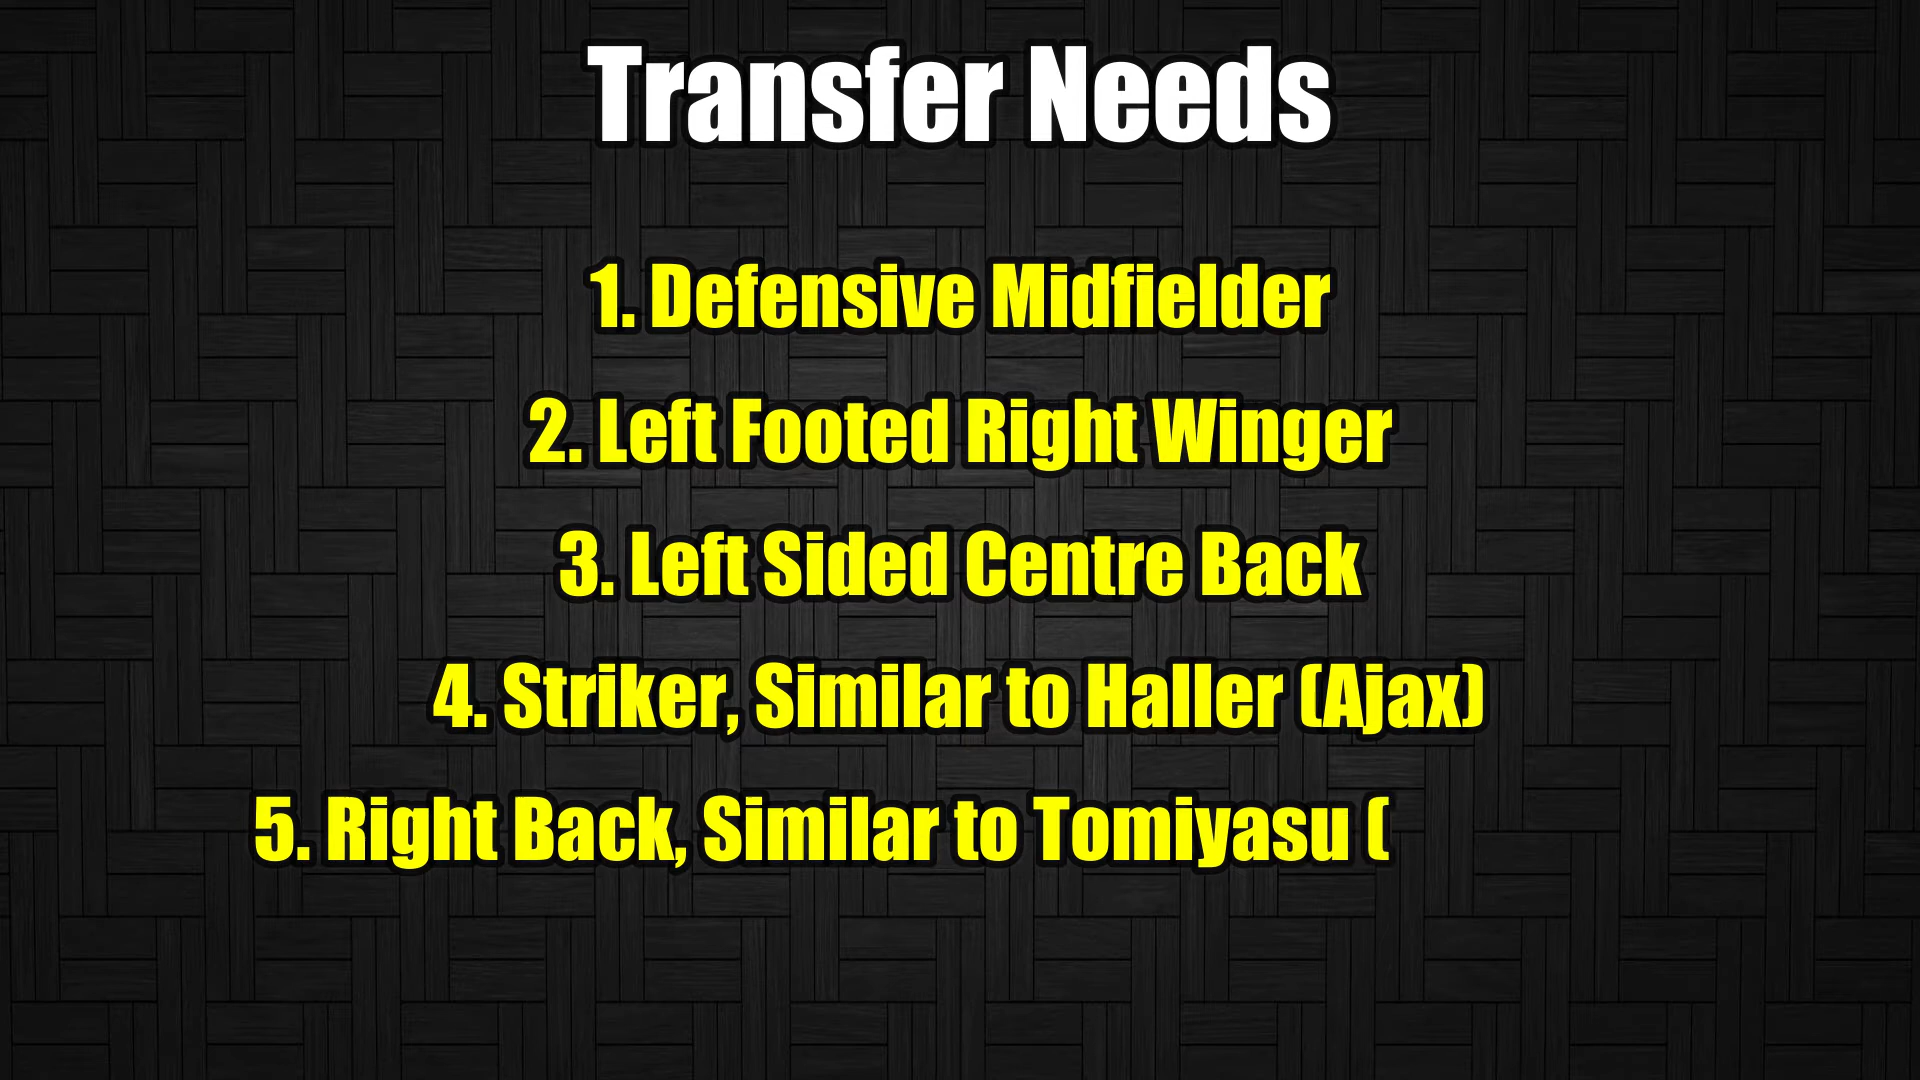 Transfer Needs
1. Defensive Midfielder
2. Left Footed Right Winger
3. Left Sided Centre Back
4. Striker, Similar to Haller (Ajax)
5. Right Back, Similar to Tomiyasu (